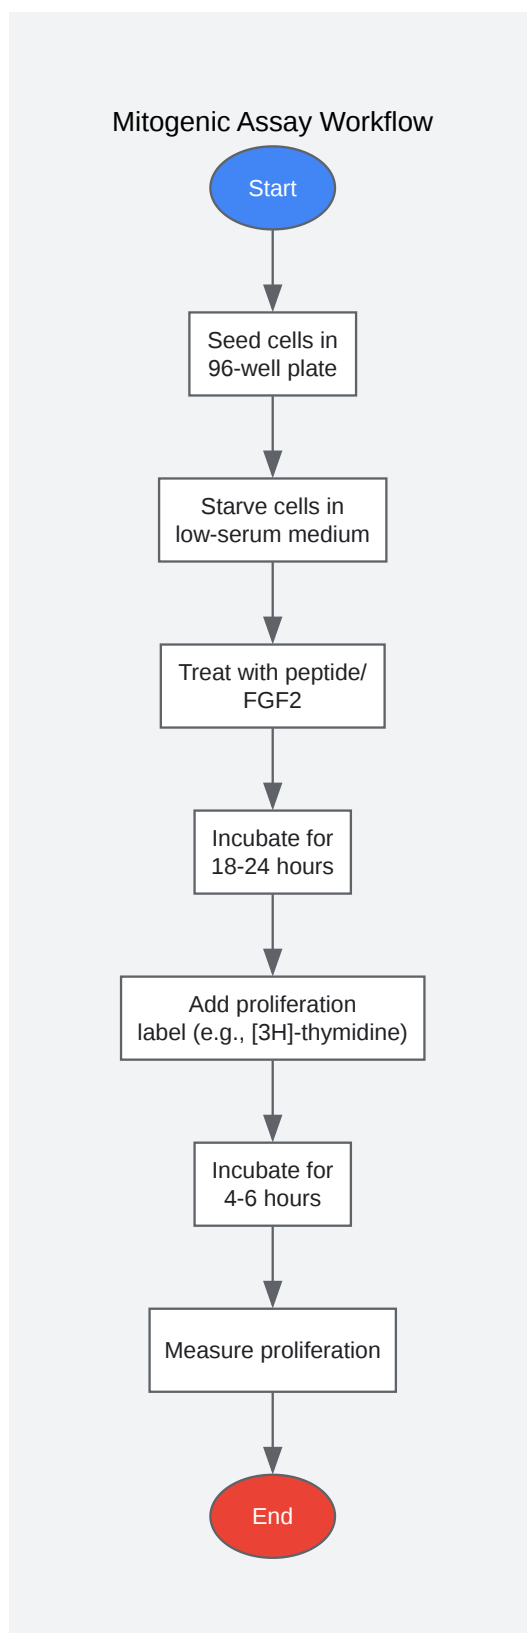 Mitogenic Assay Workflow
Start
Seed cells in
96-well plate
Starve cells in
low-serum medium
Treat with peptide/
FGF2
Incubate for
18-24 hours
Add proliferation
label (e.g., [3H]-thymidine)
Incubate for
4-6 hours
Measure proliferation
End